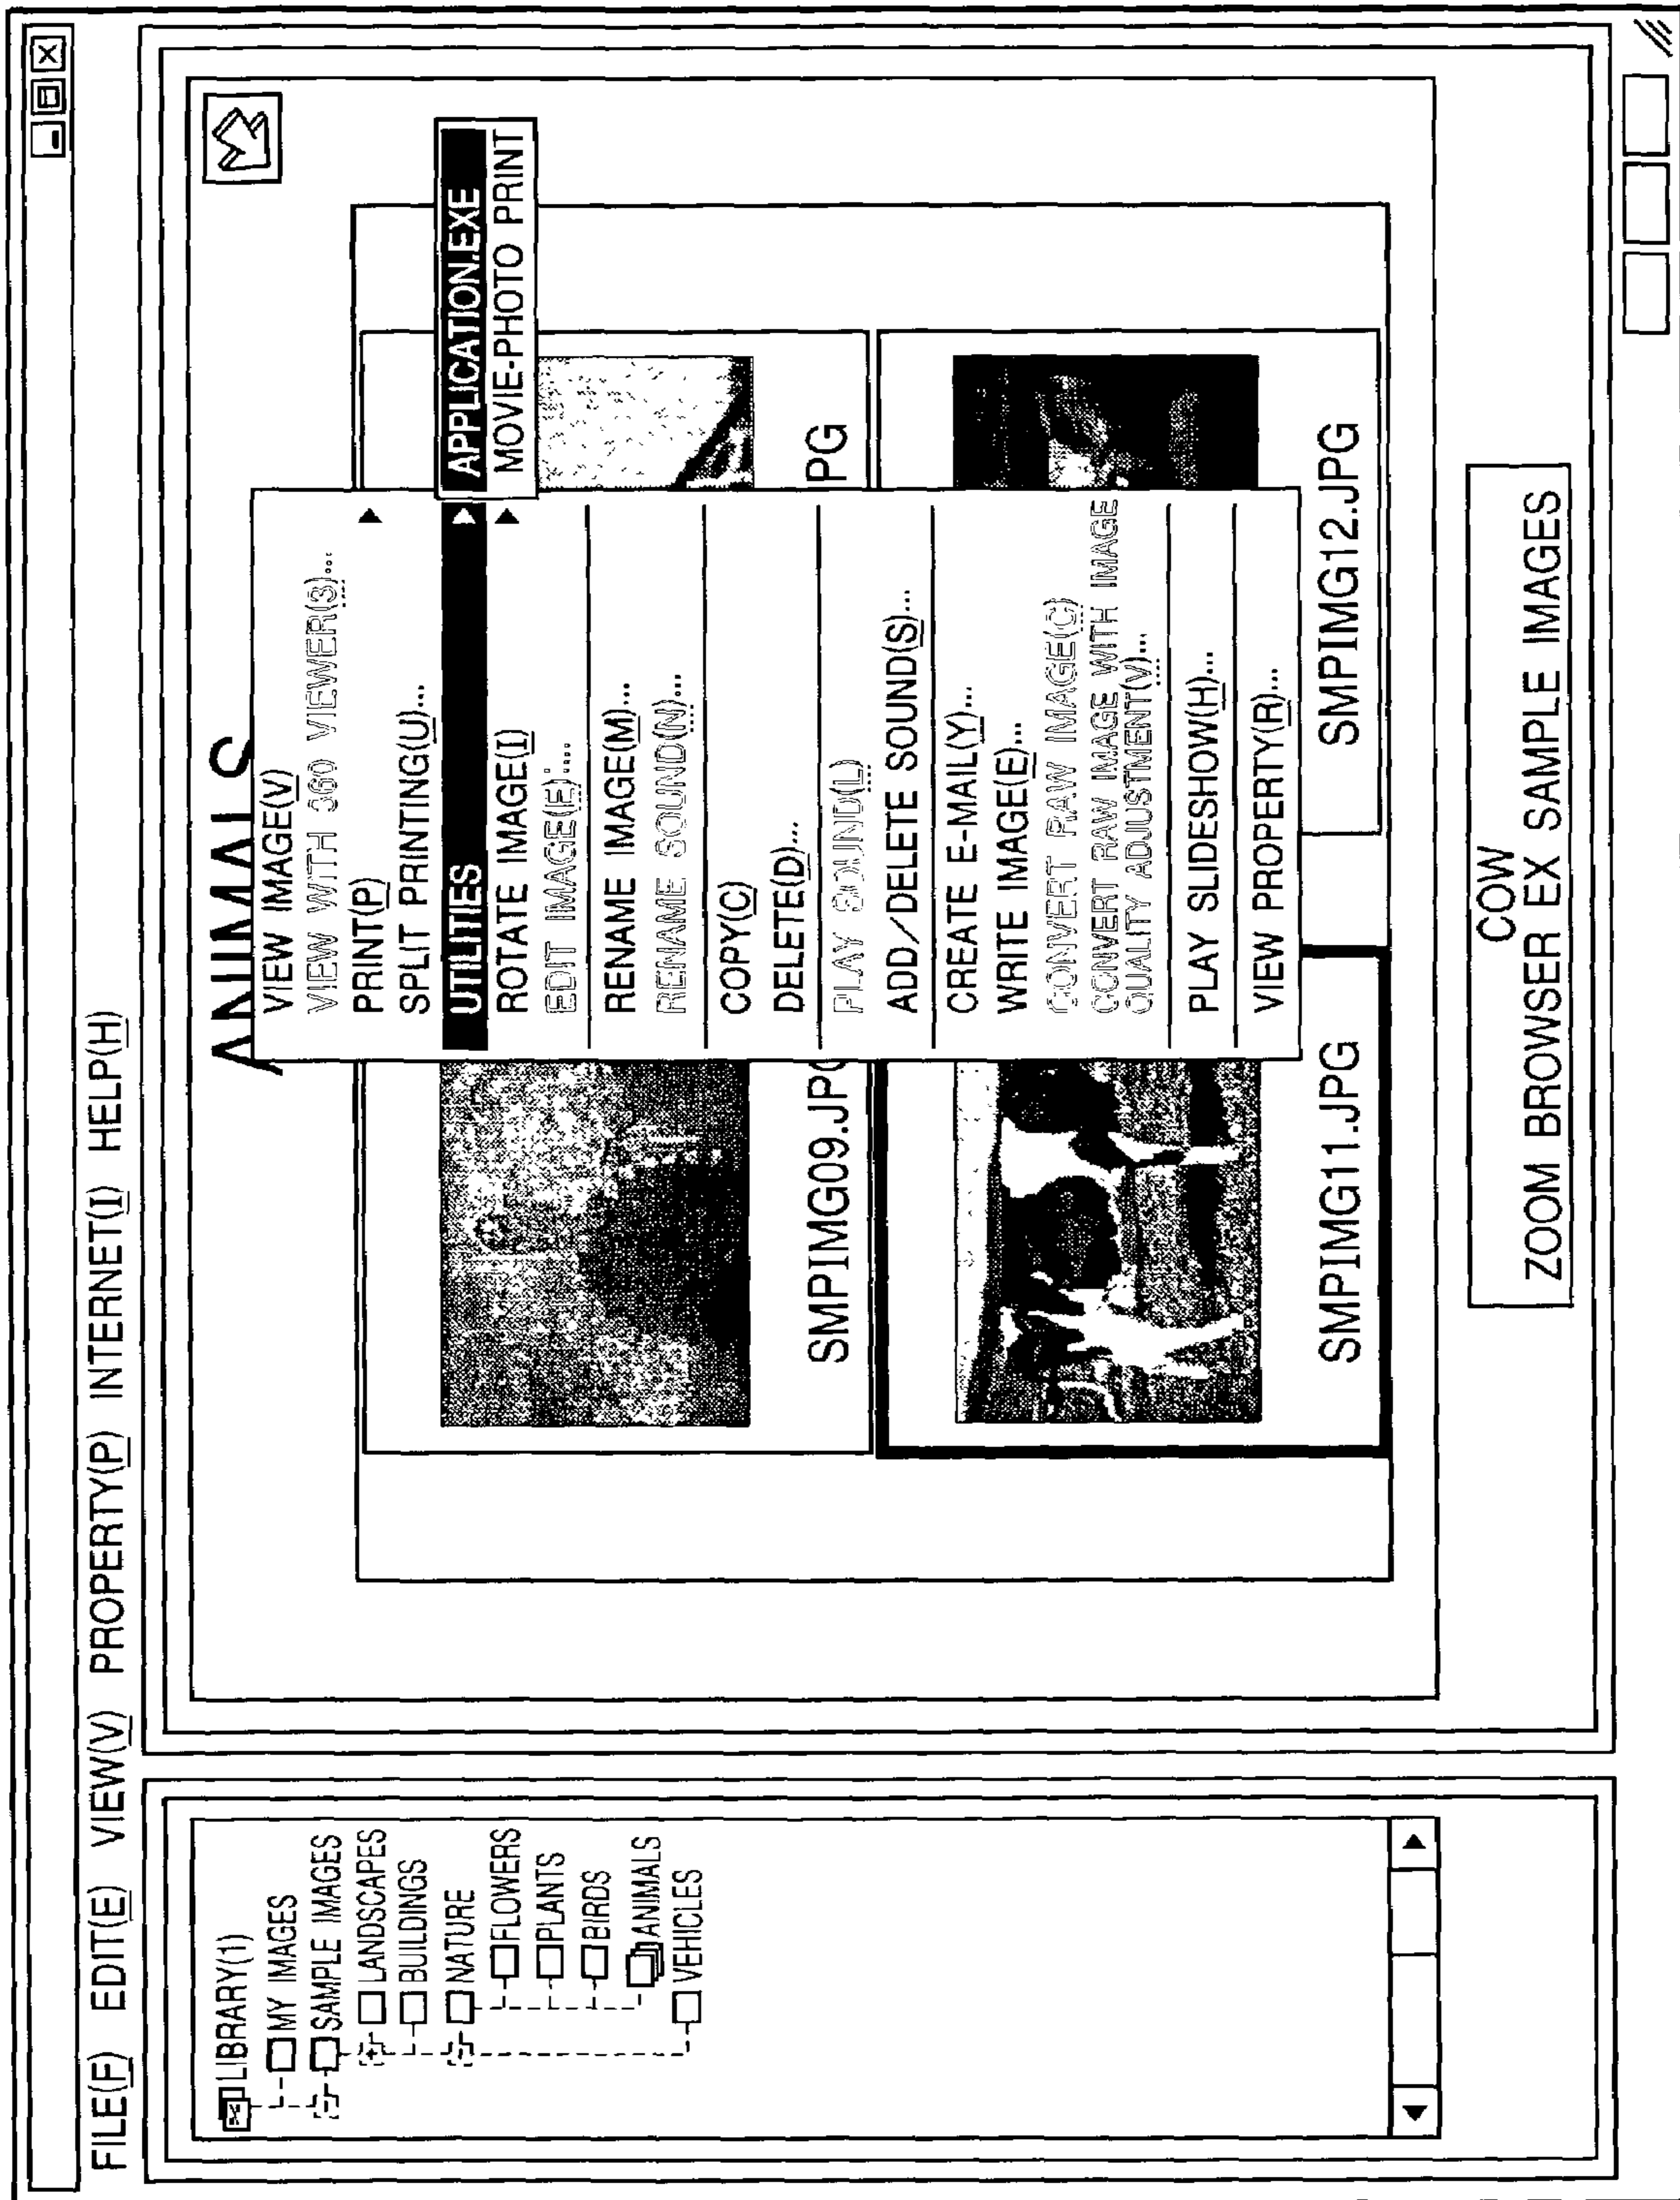 FILE(F) EDIT(E) VIEW(V) PROPERTY(P) INTERNET(I) HELP(H)
LIBRARY(1)
MY IMAGES
SAMPLE IMAGES
LANDSCAPES
BUILDINGS
NATURE
FLOWERS
PLANTS
BIRDS
ANIMALS
VEHICLES
ANIMALS
VIEW IMAGE(V)
VIEW WITH 360 VIEWER(3)...
PRINT(P)
SPLIT PRINTING(U)...
UTILITIES
APPLICATION.EXE
MOVIE-PHOTO PRINT
ROTATE IMAGE(I)
EDIT IMAGE(E)...
RENAME IMAGE(M)...
RENAME SOUND(N)...
COPY(C)
DELETE(D)...
PLAY SOUND(L)
ADD/DELETE SOUND(S)...
CREATE E-MAIL(Y)...
WRITE IMAGE(E)...
CONVERT RAW IMAGE(C)
CONVERT RAW IMAGE WITH IMAGE
QUALITY ADJUSTMENT(V)...
PLAY SLIDESHOW(H)...
VIEW PROPERTY(R)...
SMPIMG09.JPG
PG
SMPIMG11.JPG
SMPIMG12.JPG
COW
ZOOM BROWSER EX SAMPLE IMAGES